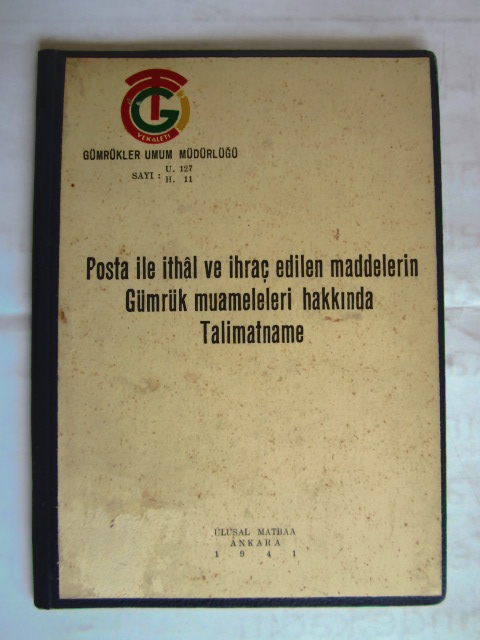 VEKALETİ
GÜMRÜKLER UMUM MÜDÜRLÜĞÜ
SAYI : U. 127
H. 11
Posta ile ithâl ve ihraç edilen maddelerin
Gümrük muameleleri hakkında
Talimatname
ULUSAL MATBAA
ANKARA
1 9 4 1